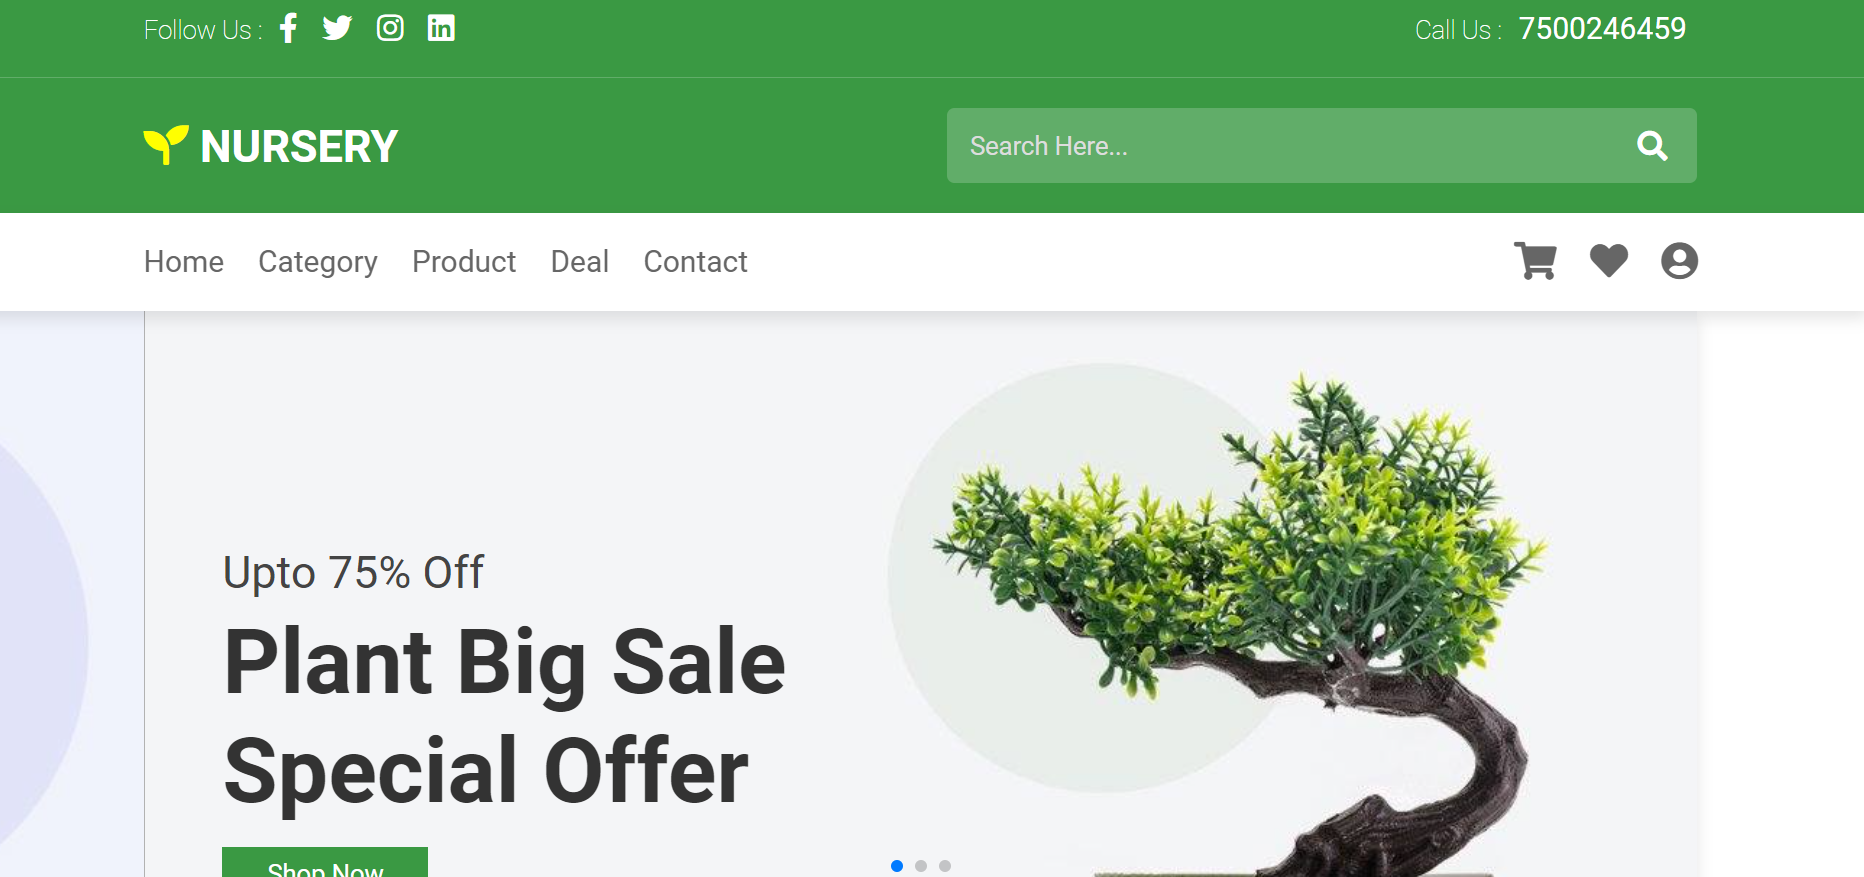 Follow Us :
Call Us : 7500246459
NURSERY
Search Here...
Home Category Product Deal Contact
Upto 75% Off
Plant Big Sale
Special Offer
Shop Now